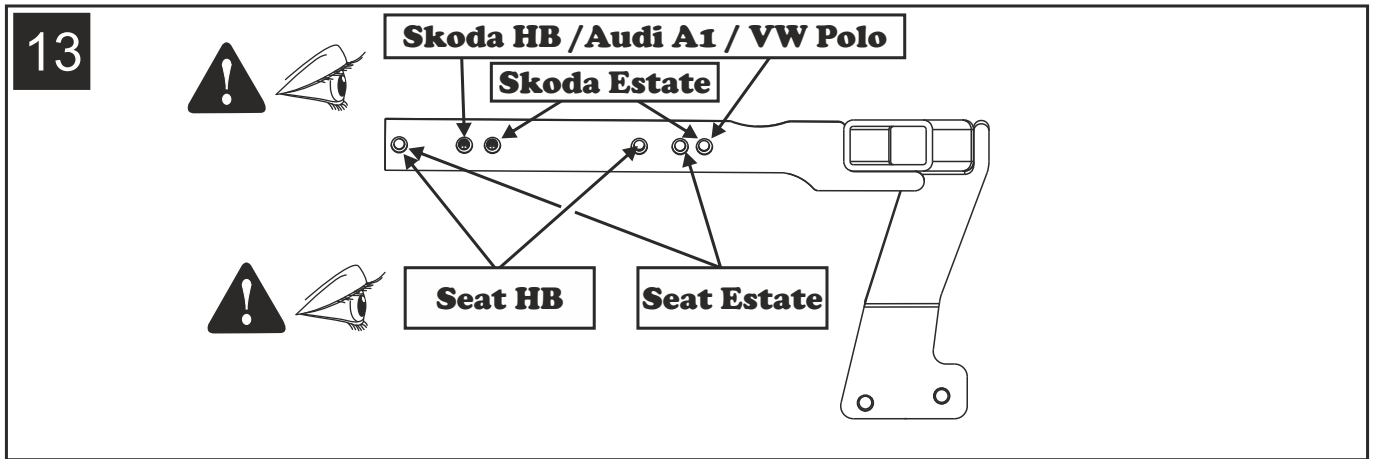 13
Skoda HB /Audi A1 / VW Polo
Skoda Estate
Seat HB
Seat Estate